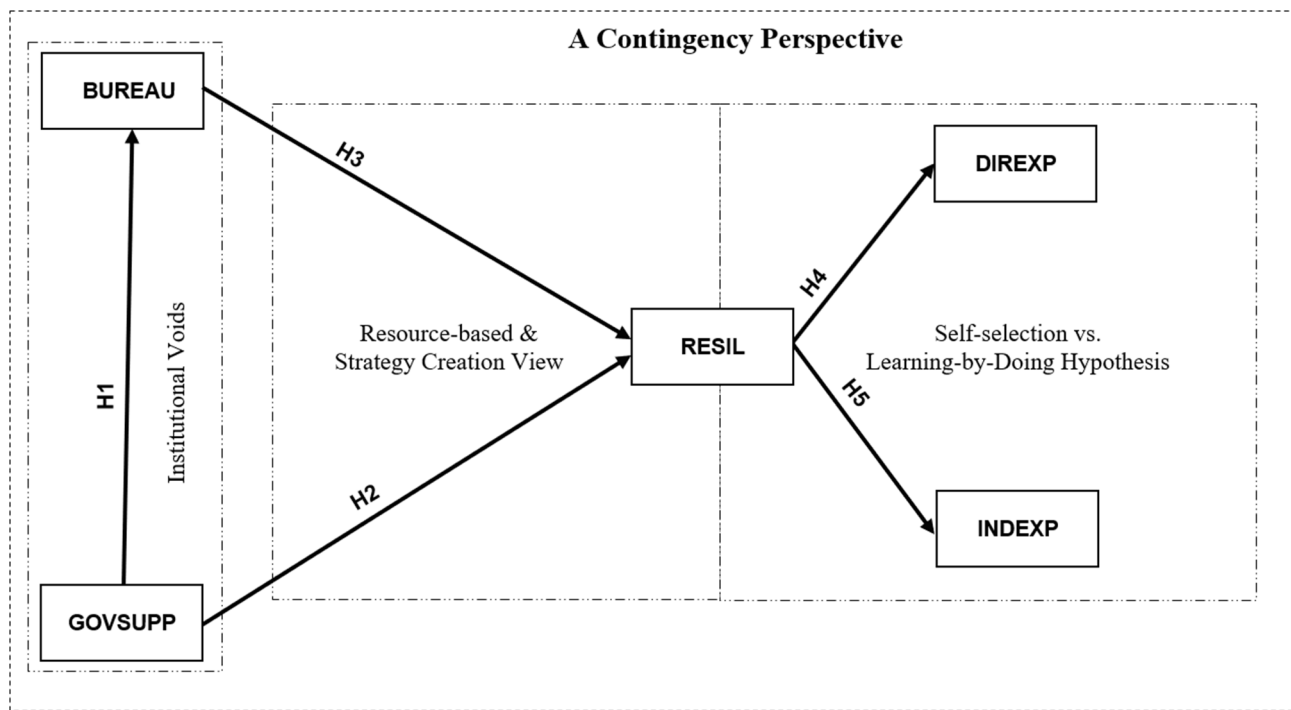 A Contingency Perspective
BUREAU
H3
DIREXP
H4
H1
Institutional Voids
Resource-based &
Strategy Creation View
RESIL
Self-selection vs.
Learning-by-Doing Hypothesis
H5
H2
INDEXP
GOVSUPP